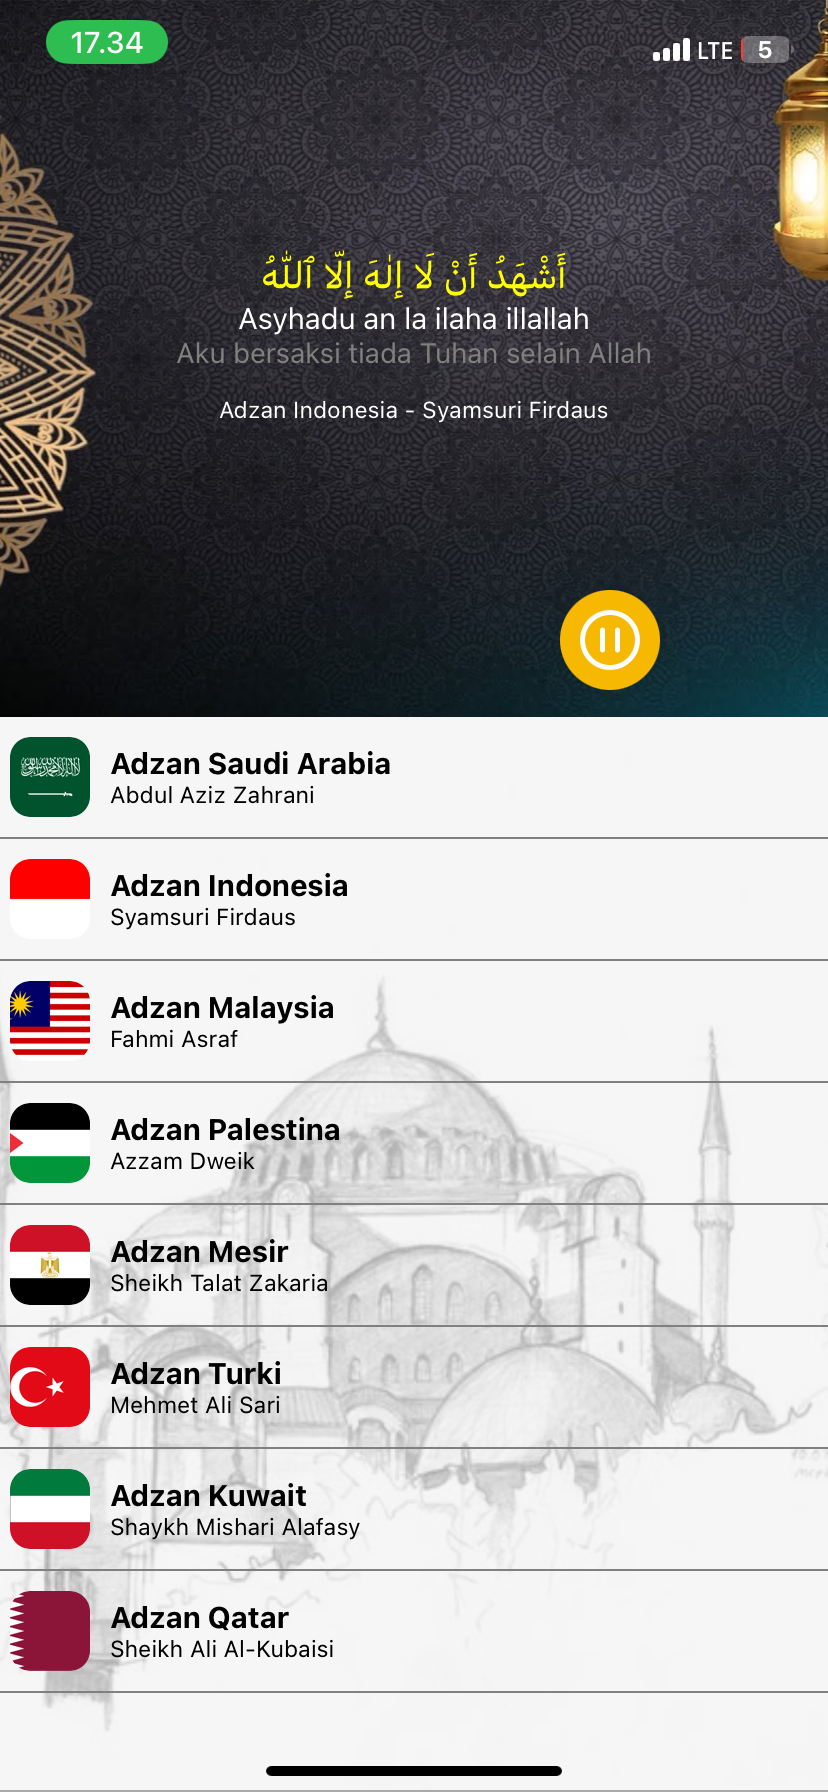 17.34
LTE 5
أَشْهَدُ أَنْ لَا إِلٰهَ إِلَّا ٱللّٰهُ
Asyhadu an la ilaha illallah
Aku bersaksi tiada Tuhan selain Allah
Adzan Indonesia - Syamsuri Firdaus
Adzan Saudi Arabia
Abdul Aziz Zahrani
Adzan Indonesia
Syamsuri Firdaus
Adzan Malaysia
Fahmi Asraf
Adzan Palestina
Azzam Dweik
Adzan Mesir
Sheikh Talat Zakaria
Adzan Turki
Mehmet Ali Sari
Adzan Kuwait
Shaykh Mishari Alafasy
Adzan Qatar
Sheikh Ali Al-Kubaisi